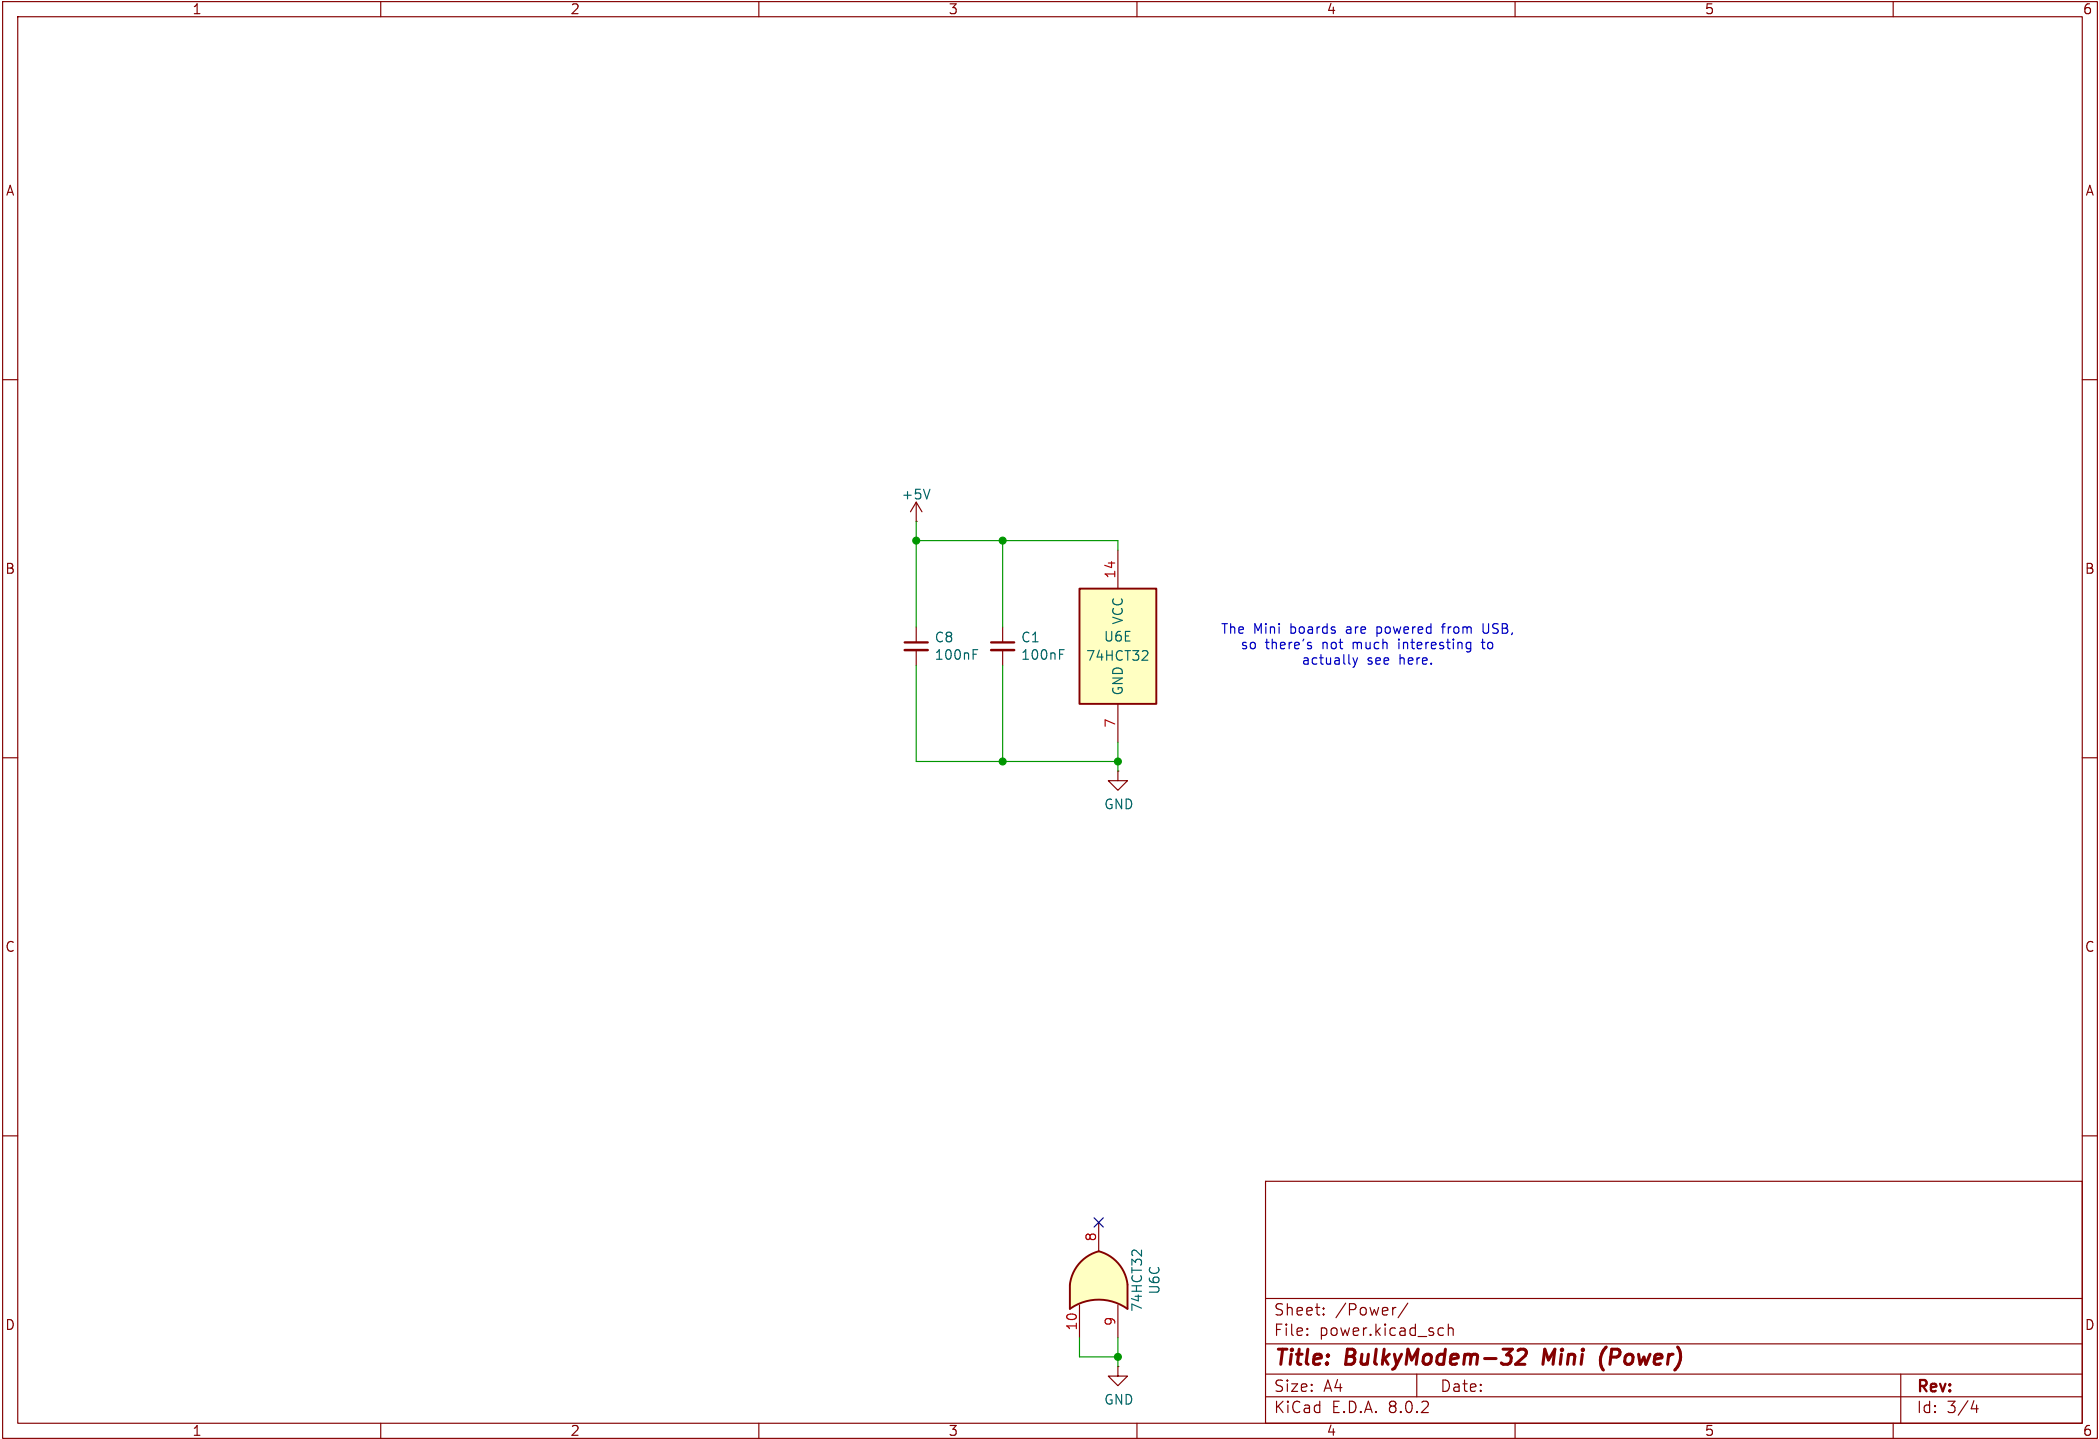 1 2 3 4 5 6
A A
+5V
14
B B
VCC
The Mini boards are powered from USB,
C8 C1 U6E
so there's not much interesting to
100nF 100nF 74HCT32
actually see here.
GND
7
GND
C C
8
74HCT32
U6C
10 9
Sheet: /Power/
D D
File: power.kicad_sch
Title: BulkyModem-32 Mini (Power)
Size: A4 Date: Rev:
GND
KiCad E.D.A. 8.0.2 Id: 3/4
1 2 3 4 5 6